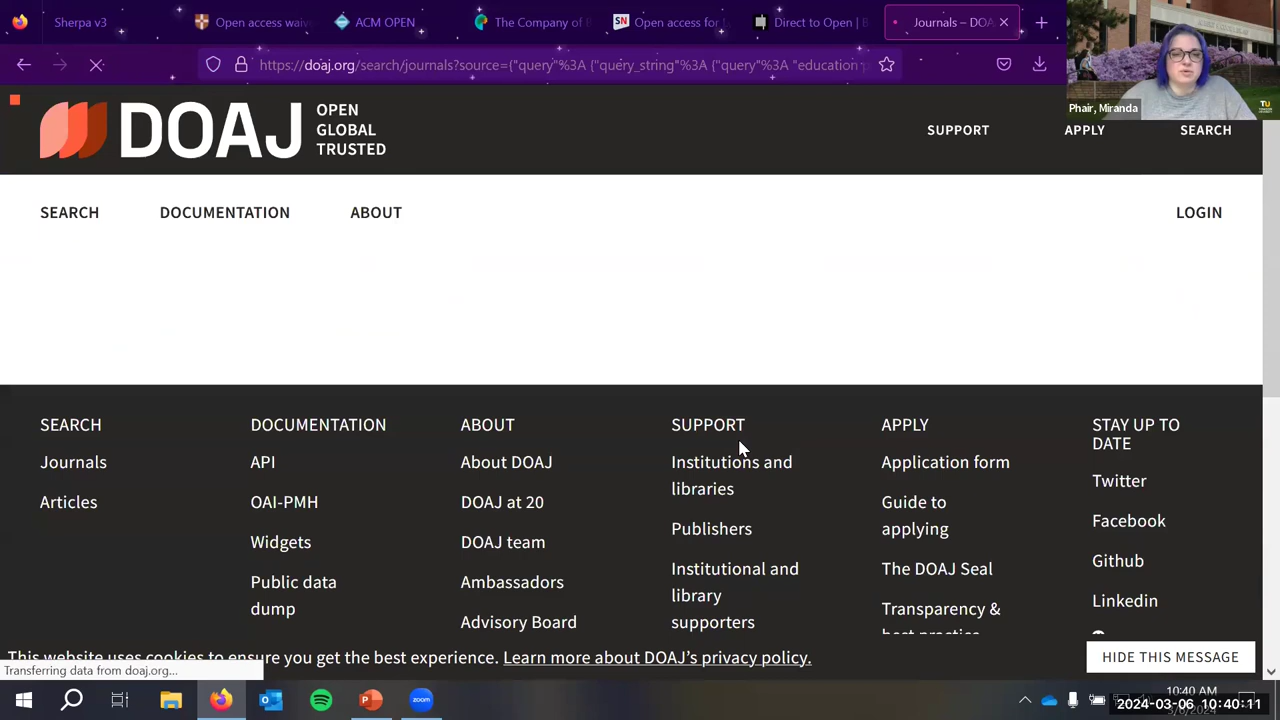 Sherpa v3
Open access waiv
ACM OPEN
The Company of B
SN
Open access for
Direct to Open | B
Journals – DOA
https://doaj.org/search/journals?source={"query"%3A {"query_string"%3A {"query"%3A "education
Phair, Miranda
TU
DOAJ
OPEN
GLOBAL
TRUSTED
SUPPORT
APPLY
SEARCH
SEARCH
DOCUMENTATION
ABOUT
LOGIN
SEARCH
Journals
Articles
DOCUMENTATION
API
OAI-PMH
Widgets
Public data
dump
ABOUT
About DOAJ
DOAJ at 20
DOAJ team
Ambassadors
Advisory Board
SUPPORT
Institutions and
libraries
Publishers
Institutional and
library
supporters
APPLY
Application form
Guide to
applying
The DOAJ Seal
Transparency &
best practice
STAY UP TO
DATE
Twitter
Facebook
Github
Linkedin
This website uses cookies to ensure you get the best experience. Learn more about DOAJ's privacy policy.
HIDE THIS MESSAGE
Transferring data from doaj.org...
10:40 AM
2024-03-06 10:40:11